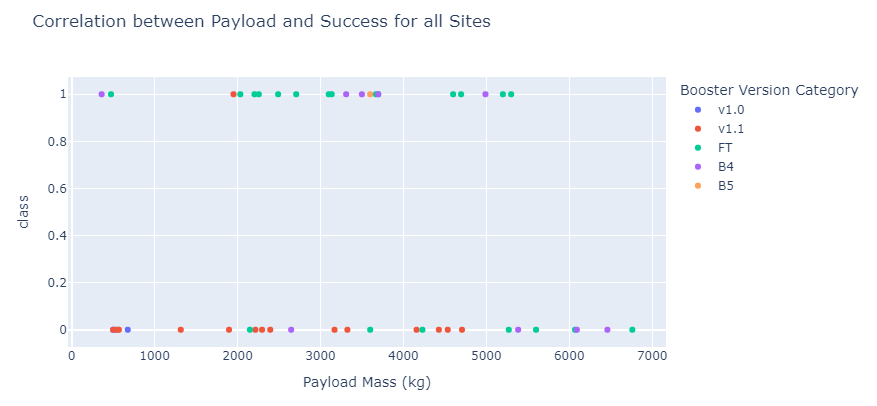 Correlation between Payload and Success for all Sites
Booster Version Category
v1.0
v1.1
FT
B4
B5
class
1
0.8
0.6
0.4
0.2
0
0 1000 2000 3000 4000 5000 6000 7000
Payload Mass (kg)